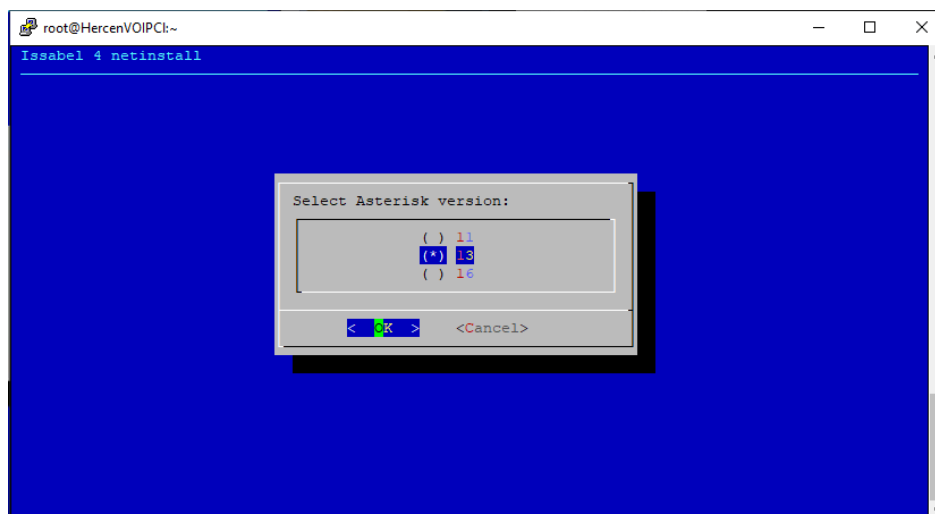 root@HercenVOIPCI:~
Issabel 4 netinstall
Select Asterisk version:
( ) 11
(*) 13
( ) 16
< OK > <Cancel>